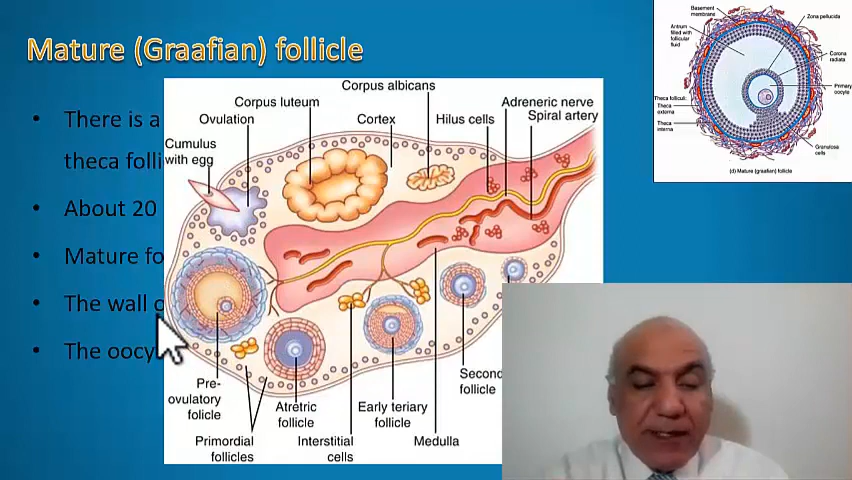 Mature (Graafian) follicle
• There is a
theca folli
• About 20
• Mature fo
• The wall o
• The oocy
Corpus albicans
Corpus luteum
Adreneric nerve
Ovulation
Cortex
Hilus cells
Spiral artery
Cumulus
with egg
Pre-
ovulatory
folicle
Atretric
follicle
Early teriary
follicle
Second
follicle
Primordial
follicles
Interstitial
cells
Medulla
Basement
membrane
Zona pellucida
Antrum
filled with
follicular
fluid
Corona
radiata
Primary
oocyte
Theca folliculi:
Theca
externa
Theca
interna
Granulosa
cells
(d) Mature (graafian) follicle